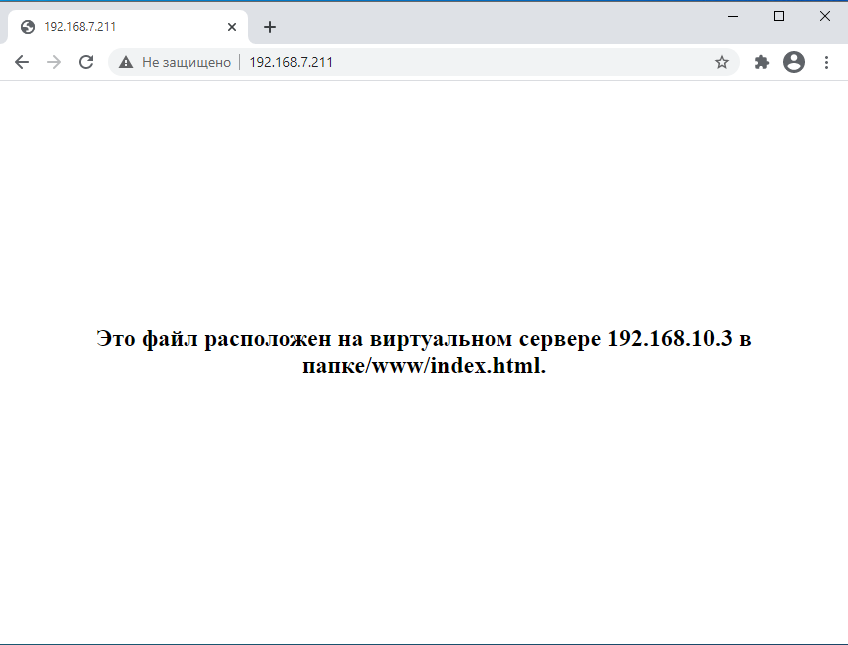 192.168.7.211
Не защищено 192.168.7.211
Это файл расположен на виртуальном сервере 192.168.10.3 в
папке/www/index.html.